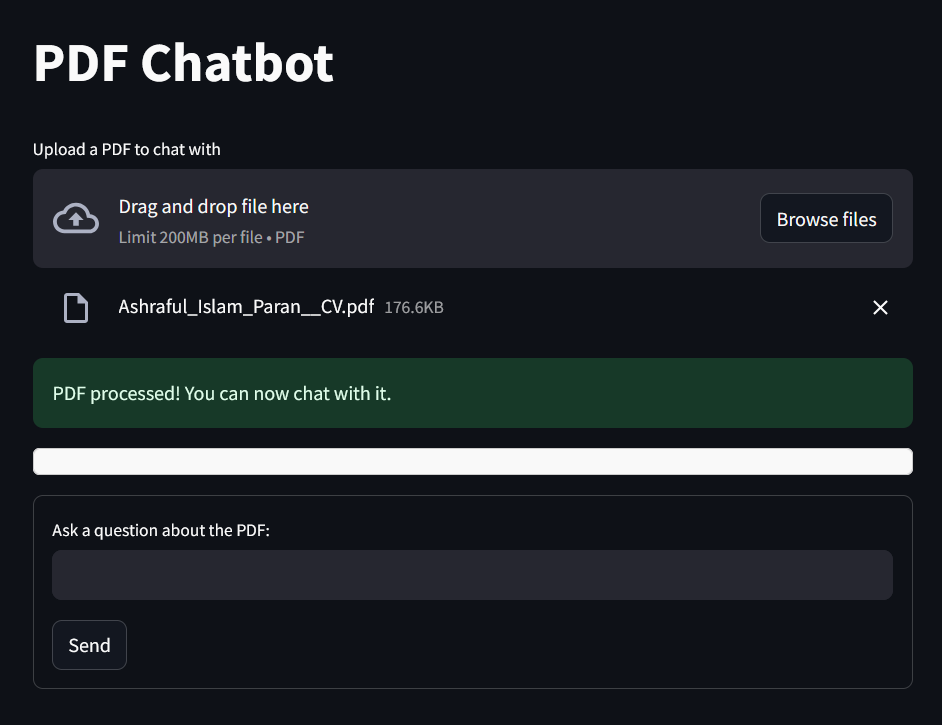 PDF Chatbot
Upload a PDF to chat with
Drag and drop file here
Limit 200MB per file • PDF
Browse files
Ashraful_Islam_Paran__CV.pdf 176.6KB
PDF processed! You can now chat with it.
Ask a question about the PDF:
Send